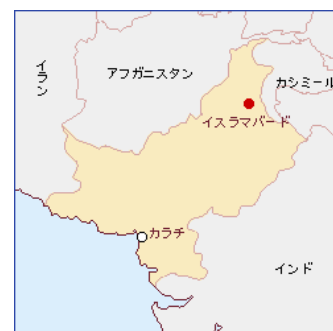 イラン
アフガニスタン
カシミール
イスラマバード
カラチ
インド